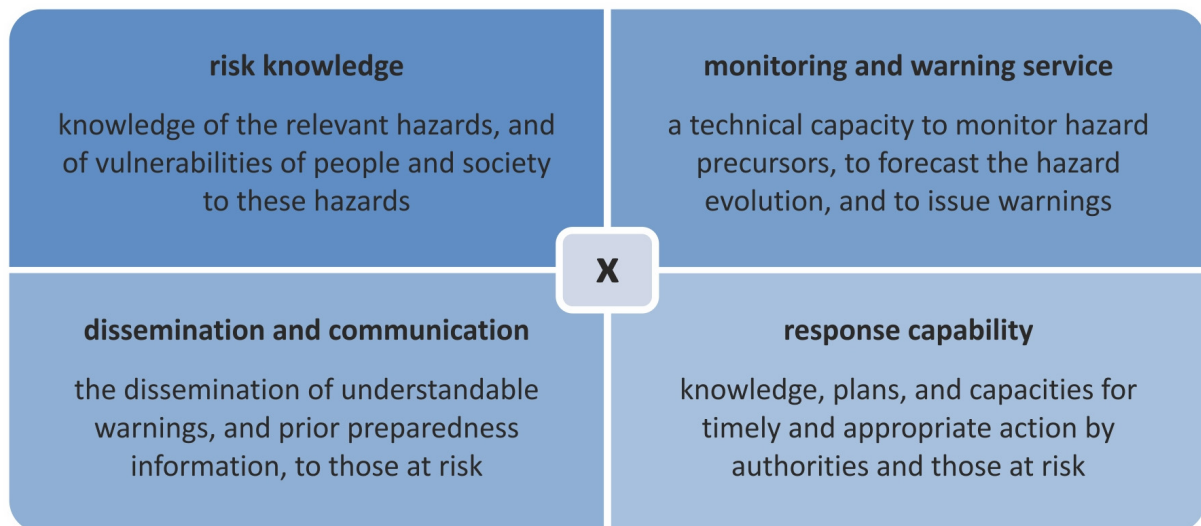 risk knowledge
knowledge of the relevant hazards, and
of vulnerabilities of people and society
to these hazards
monitoring and warning service
a technical capacity to monitor hazard
precursors, to forecast the hazard
evolution, and to issue warnings
x
dissemination and communication
the dissemination of understandable
warnings, and prior preparedness
information, to those at risk
response capability
knowledge, plans, and capacities for
timely and appropriate action by
authorities and those at risk